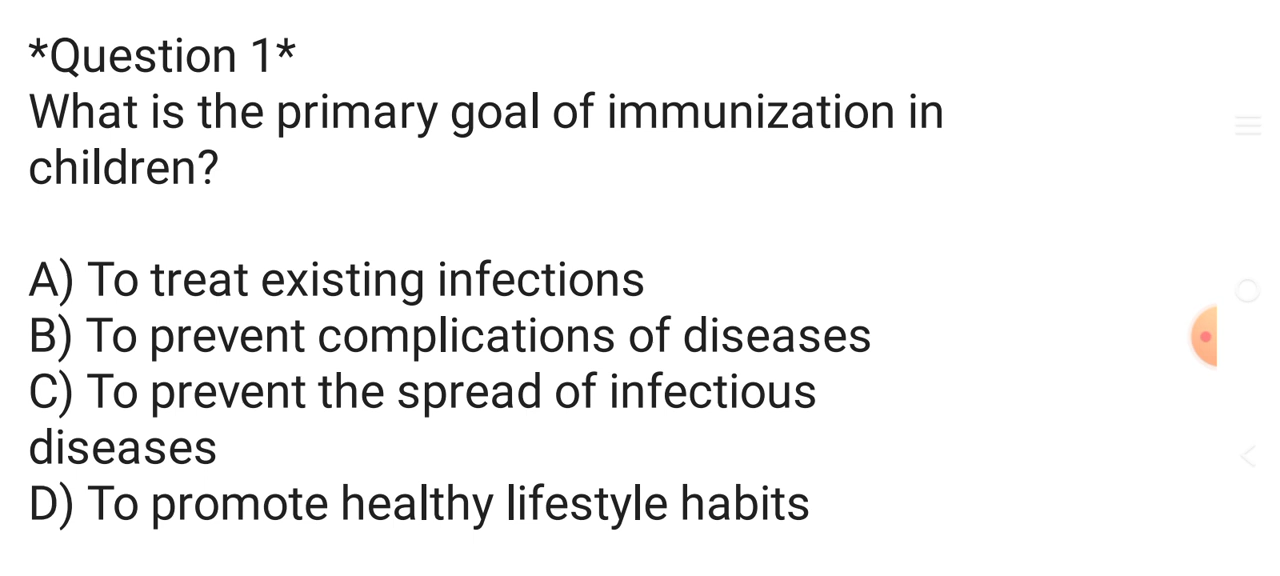 *Question 1*
What is the primary goal of immunization in
children?
A) To treat existing infections
B) To prevent complications of diseases
C) To prevent the spread of infectious
diseases
D) To promote healthy lifestyle habits